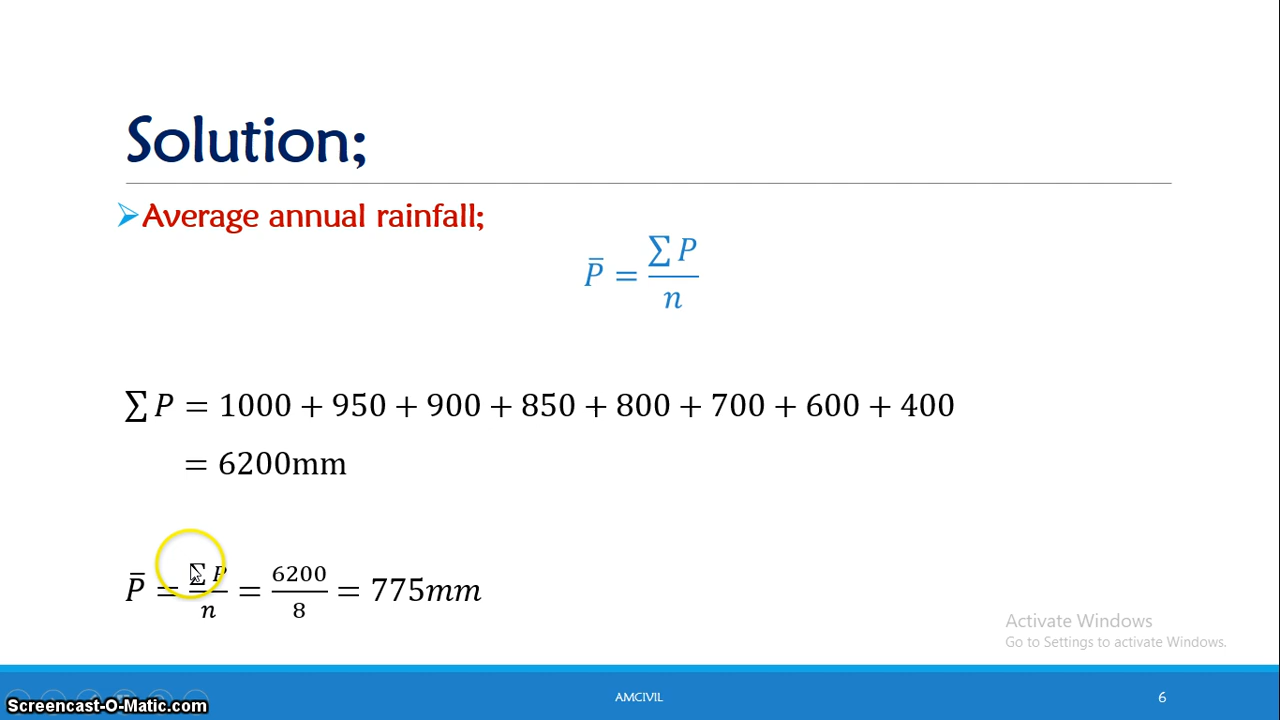 Solution;
➢Average annual rainfall;
P̄ = ∑ P / n
∑ P = 1000 + 950 + 900 + 850 + 800 + 700 + 600 + 400
= 6200mm
P̄ = ∑ P / n = 6200 / 8 = 775mm
Activate Windows
Go to Settings to activate Windows.
AMCIVIL
6
Screencast-O-Matic.com